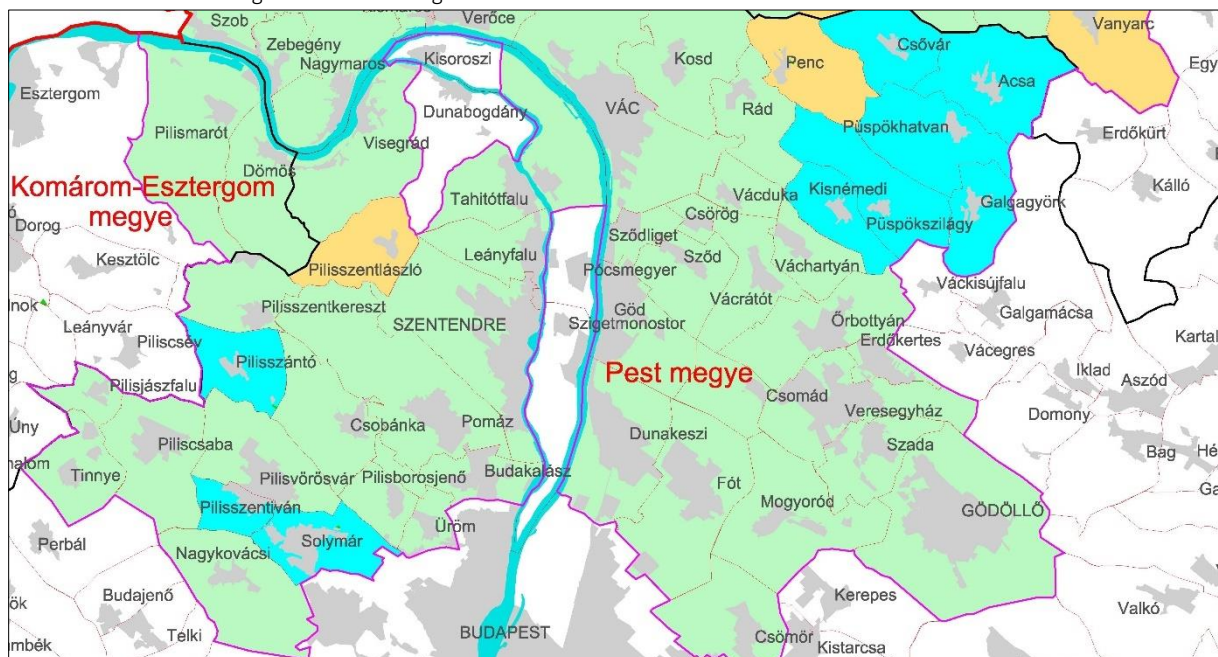 Szob
Verőce
Vanyarc
Zebegény
Nagymaros
Kisoroszi
Kosd
Penc
Csővár
Acsa
Esztergom
Dunabogdány
VÁC
Rád
Püspökhatvan
Erdőkürt
Pilismarót
Visegrád
Dömös
Kálló
Komárom-Esztergom
megye
Tahitótfalu
Vácduka
Kisnémedi
Galgagyörk
Csörög
Püspökszilágy
Dorog
Sződliget
Leányfalu
Sződ
Váchartyán
Kesztölc
Pilisszentlászló
Pócsmegyer
Váckisújfalu
Vácrátót
Pilisszentkereszt
Göd
Galgamácsa
Leányvár
SZENTENDRE
Szigetmonostor
Őrbottyán
Erdőkertes
Piliscsév
Vácegres
Pilisszántó
Pest megye
Iklad
Aszód
Pilisjászfalu
Csomád
Veresegyház
Domony
Úny
Csobánka
Pomáz
Dunakeszi
Szada
Bag
Piliscsaba
Tinnye
Pilisvörösvár
Pilisborosjenő
Budakalász
Fót
Mogyoród
GÖDÖLLŐ
Pilisszentiván
Üröm
Perbál
Solymár
Nagykovácsi
Budajenő
Kerepes
Valkó
Telki
BUDAPEST
Csömör
Kistarcsa